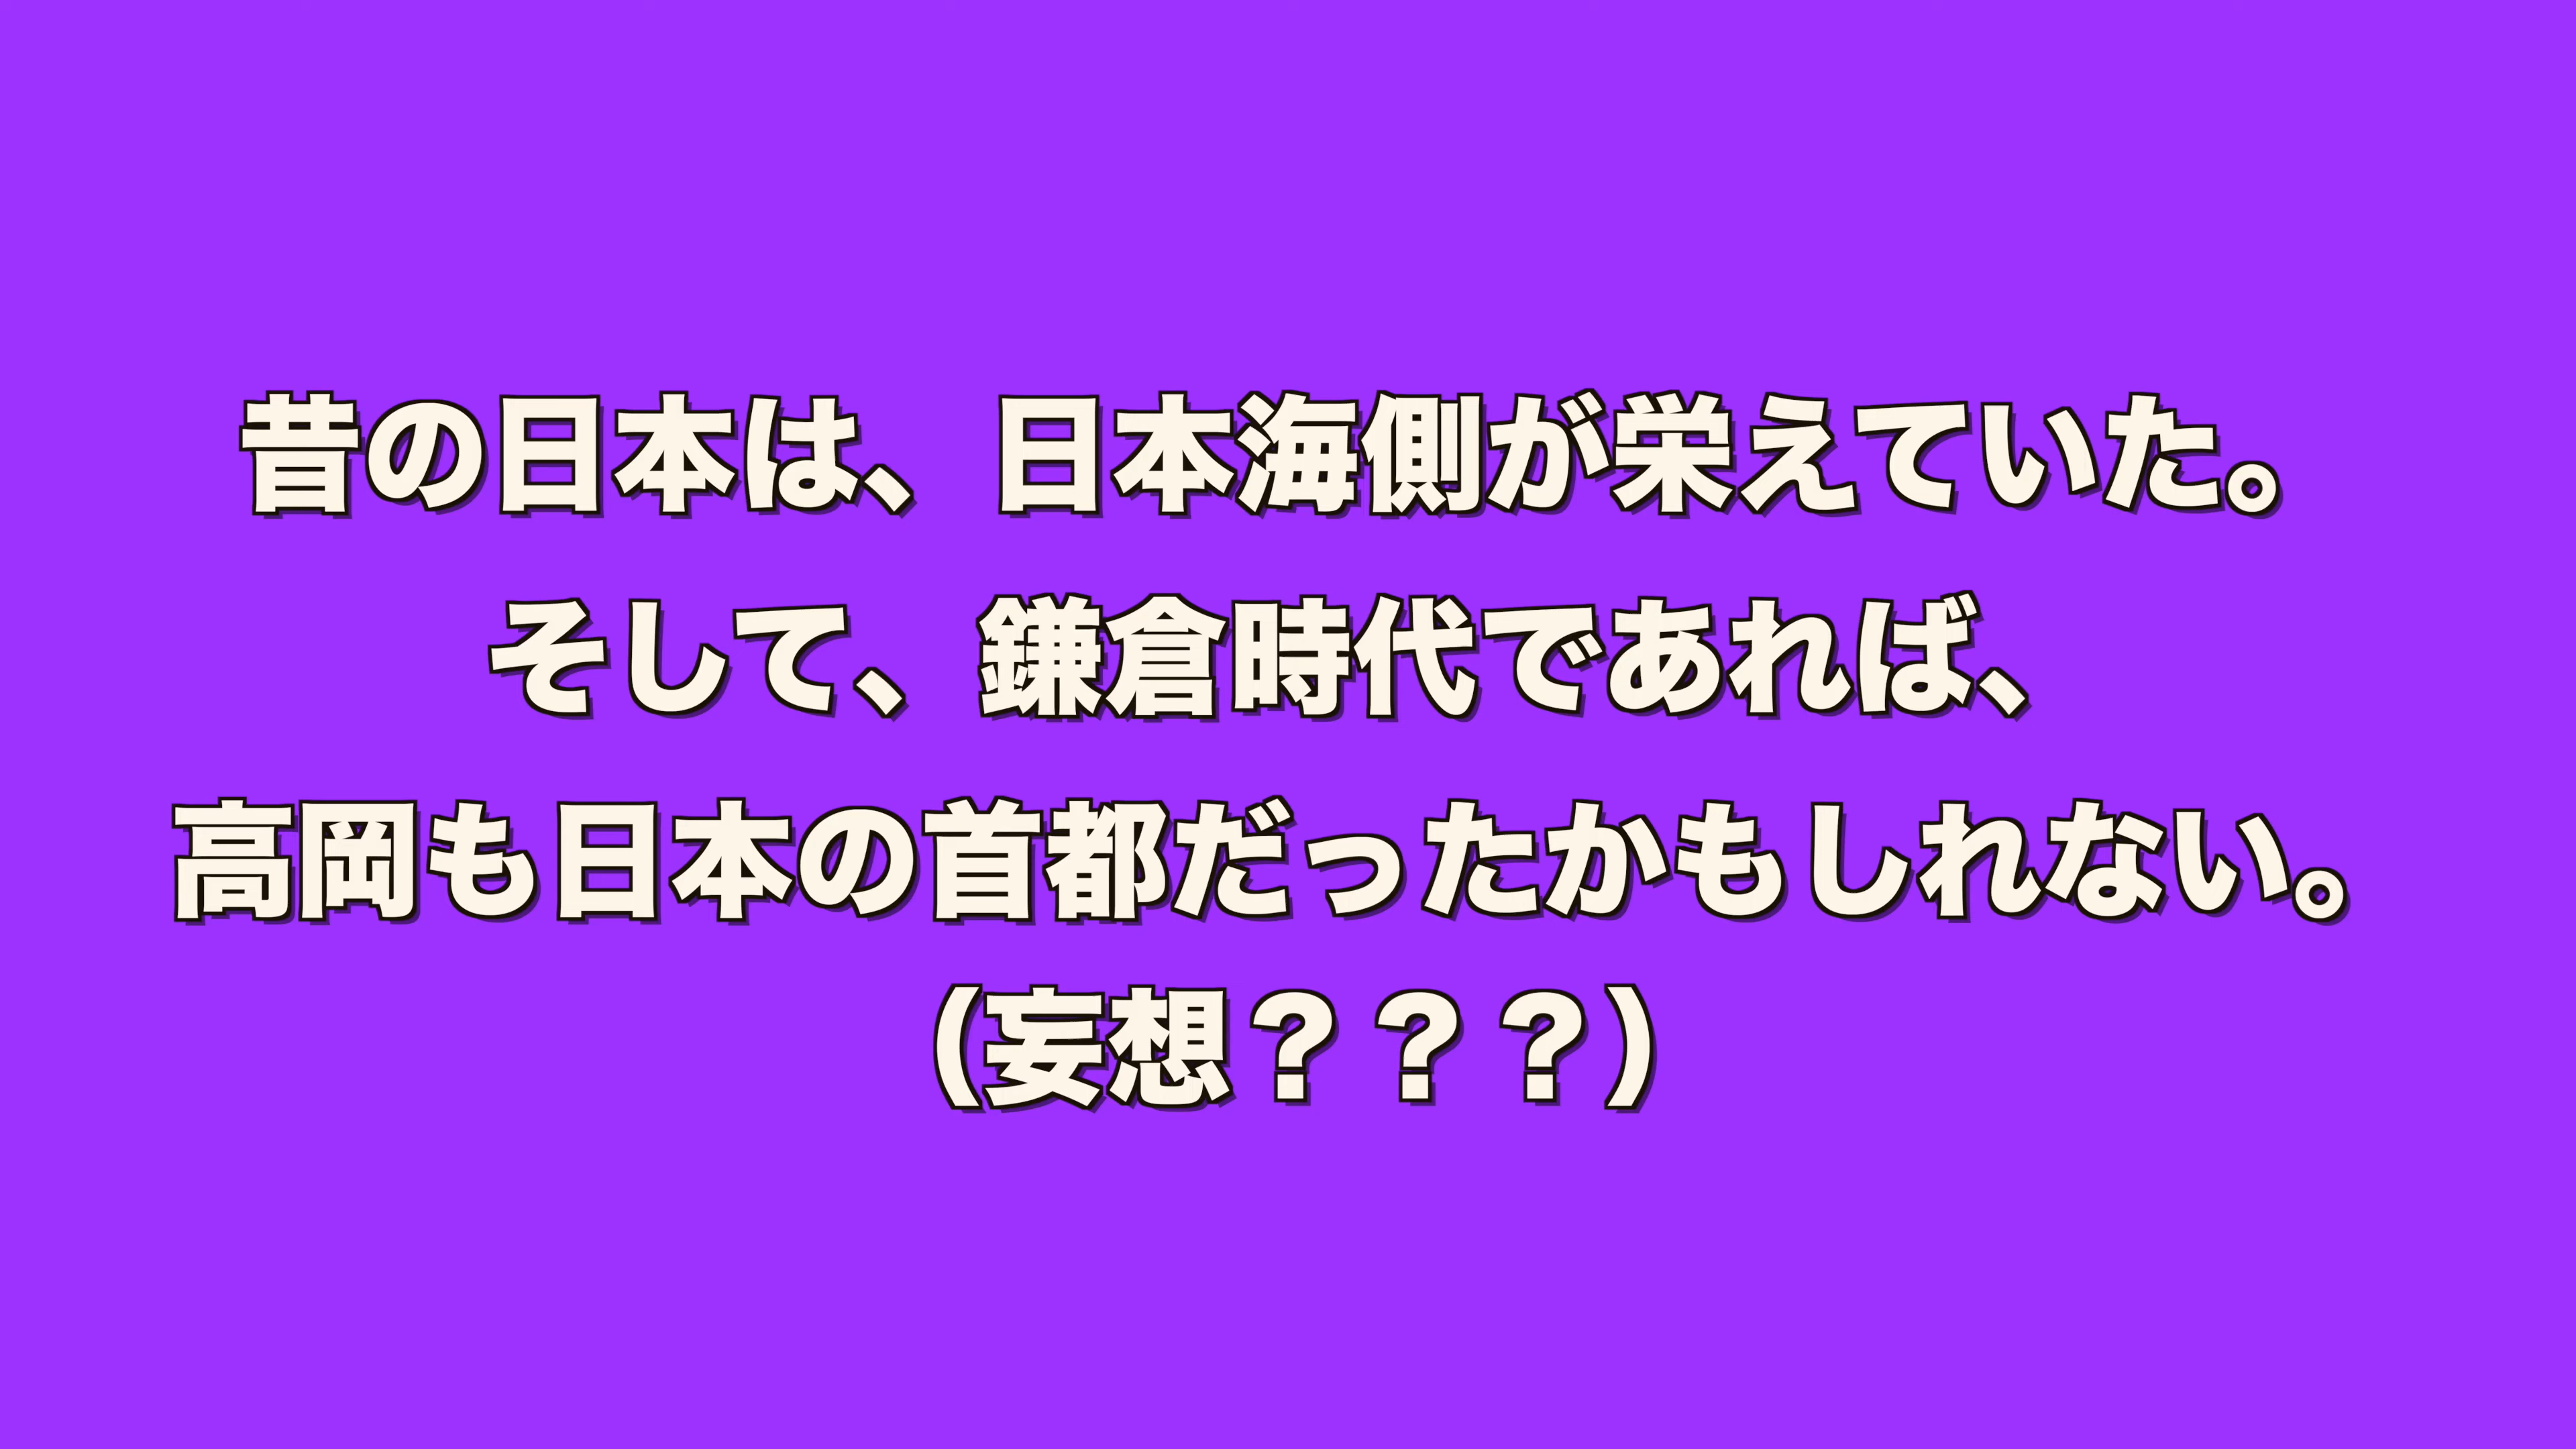 昔の日本は、日本海側が栄えていた。
そして、鎌倉時代であれば、
高岡も日本の首都だったかもしれない。
（妄想？？？）